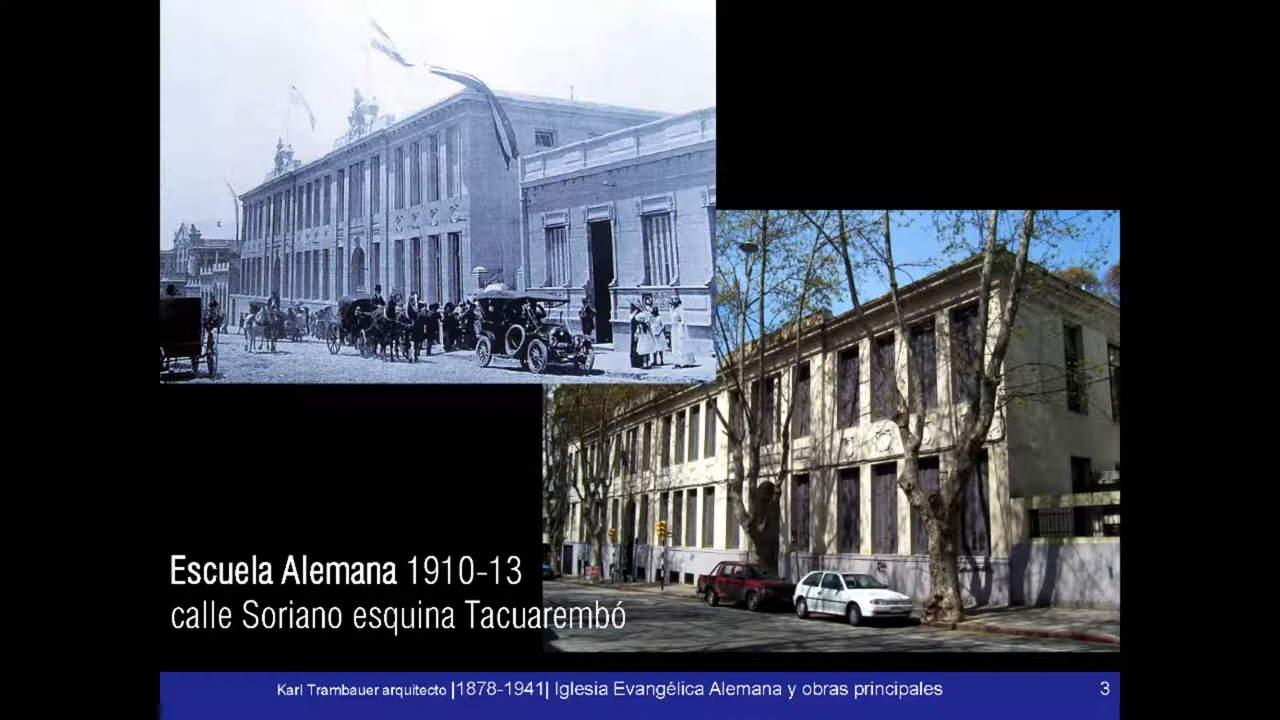 Escuela Alemana 1910-13
calle Soriano esquina Tacuarembó
Karl Trambauer arquitecto |1878-1941| Iglesia Evangélica Alemana y obras principales 3